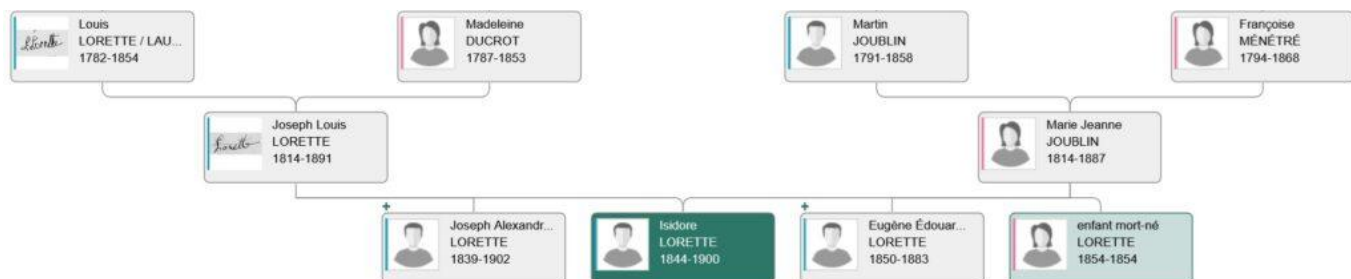 Louis
LORETTE / LAU...
1782-1854
Madeleine
DUCROT
1787-1853
Martin
JOUBLIN
1791-1858
Françoise
MÉNÉTRÉ
1794-1868
Lorette
Joseph Louis
LORETTE
1814-1891
Marie Jeanne
JOUBLIN
1814-1887
Joseph Alexandr...
LORETTE
1839-1902
Isidore
LORETTE
1844-1900
Eugêne Édouar...
LORETTE
1850-1883
enfant mort-né
LORETTE
1854-1854